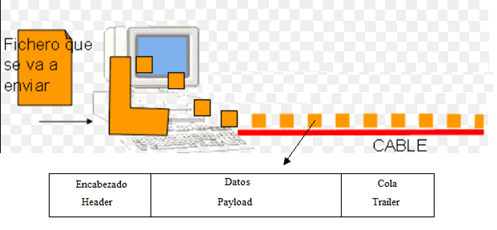 Fichero que
se va a
enviar
CABLE
Encabezado
Header
Datos
Payload
Cola
Trailer